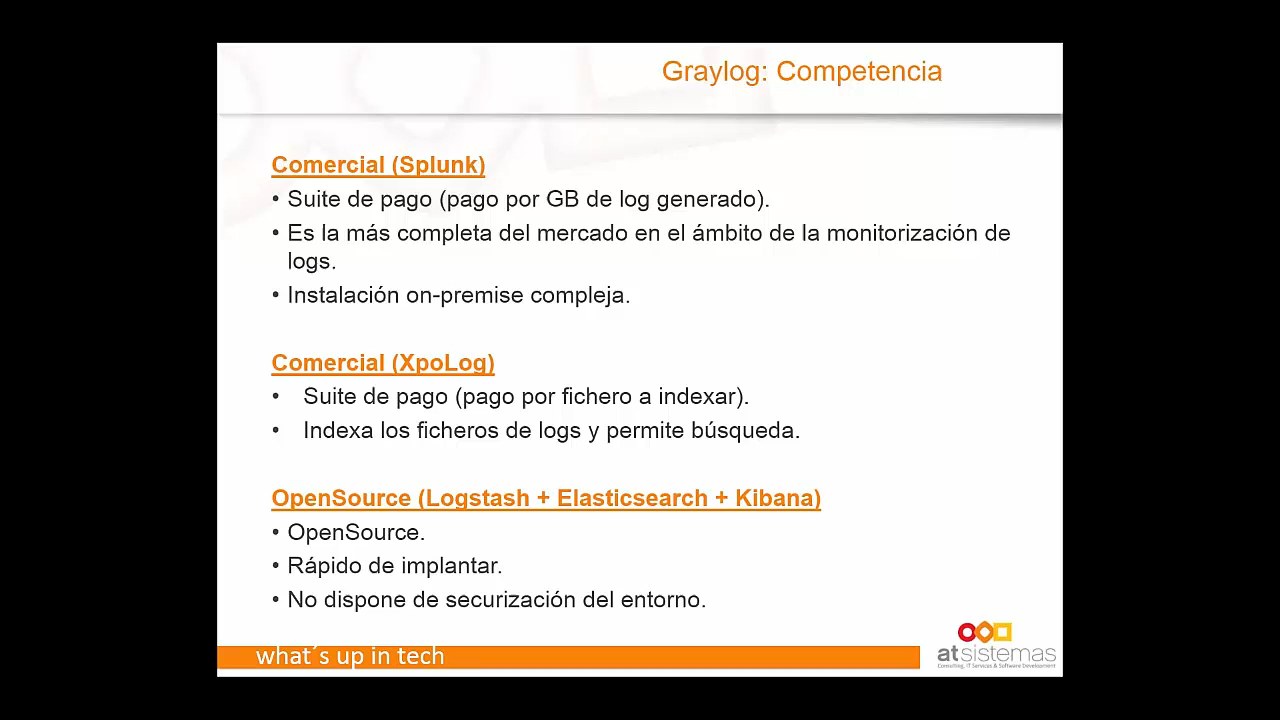 Graylog: Competencia
Comercial (Splunk)
• Suite de pago (pago por GB de log generado).
• Es la más completa del mercado en el ámbito de la monitorización de
logs.
• Instalación on-premise compleja.
Comercial (XpoLog)
• Suite de pago (pago por fichero a indexar).
• Indexa los ficheros de logs y permite búsqueda.
OpenSource (Logstash + Elasticsearch + Kibana)
• OpenSource.
• Rápido de implantar.
• No dispone de securización del entorno.
what´s up in tech
atsistemas
Consulting, IT Services & Software Development